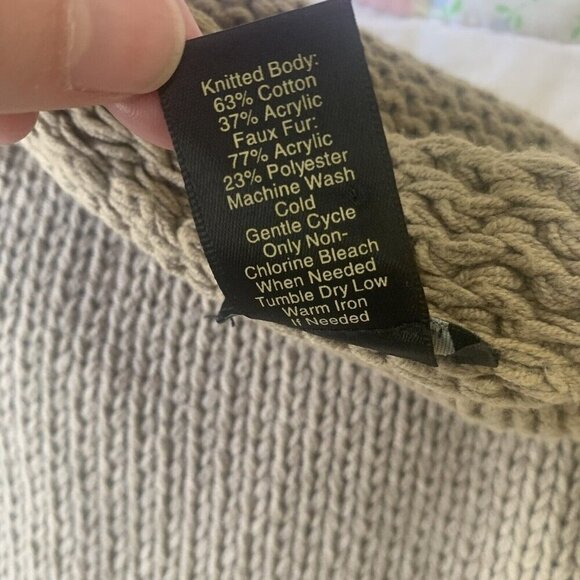 Knitted Body:
63% Cotton
37% Acrylic
Faux Fur:
77% Acrylic
23% Polyester
Machine Wash
Cold
Gentle Cycle
Only Non-
Chlorine Bleach
When Needed
Tumble Dry Low
Warm Iron
If Needed